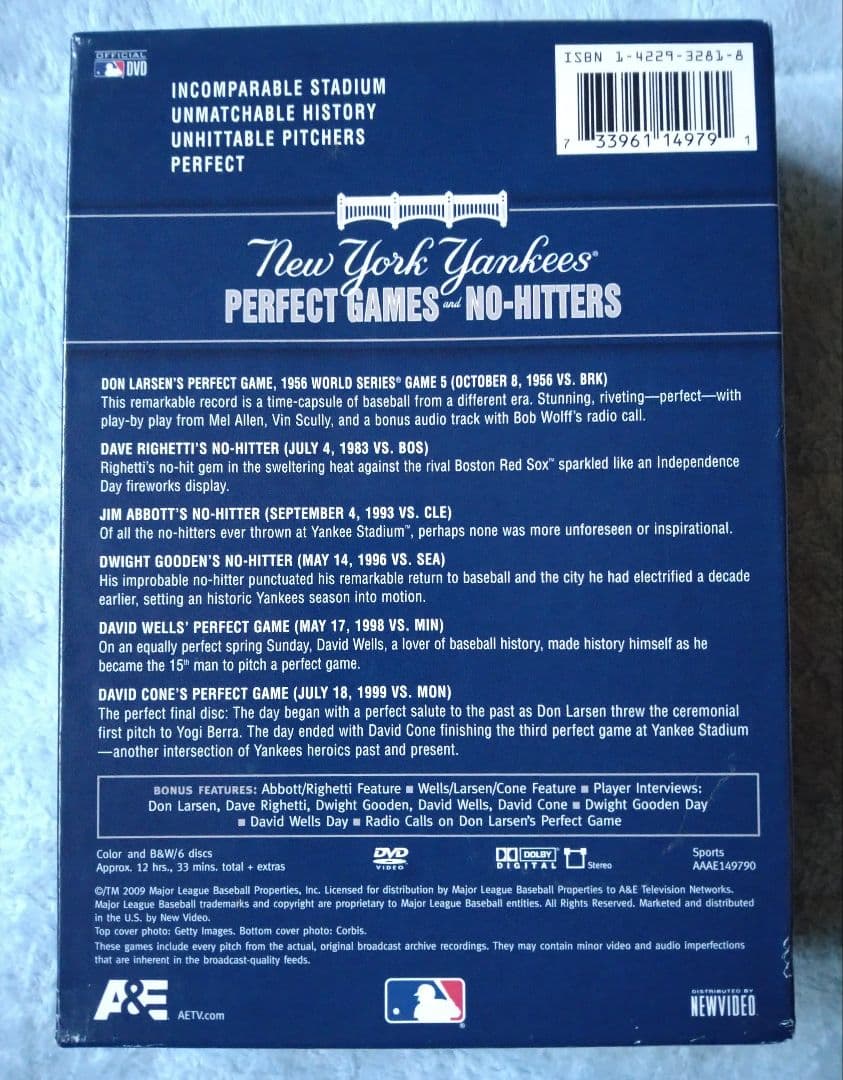 OFFICIAL
DVD
INCOMPARABLE STADIUM
UNMATCHABLE HISTORY
UNHITTABLE PITCHERS
PERFECT
ISBN 1-4229-3281-8
7 33961 14979 1
New York Yankees®
PERFECT GAMES and NO-HITTERS
DON LARSEN'S PERFECT GAME, 1956 WORLD SERIES® GAME 5 (OCTOBER 8, 1956 VS. BRK)
This remarkable record is a time-capsule of baseball from a different era. Stunning, riveting—perfect—with
play-by play from Mel Allen, Vin Scully, and a bonus audio track with Bob Wolff's radio call.
DAVE RIGHETTI'S NO-HITTER (JULY 4, 1983 VS. BOS)
Righetti's no-hit gem in the sweltering heat against the rival Boston Red Sox™ sparkled like an Independence
Day fireworks display.
JIM ABBOTT'S NO-HITTER (SEPTEMBER 4, 1993 VS. CLE)
Of all the no-hitters ever thrown at Yankee Stadium™, perhaps none was more unforeseen or inspirational.
DWIGHT GOODEN'S NO-HITTER (MAY 14, 1996 VS. SEA)
His improbable no-hitter punctuated his remarkable return to baseball and the city he had electrified a decade
earlier, setting an historic Yankees season into motion.
DAVID WELLS' PERFECT GAME (MAY 17, 1998 VS. MIN)
On an equally perfect spring Sunday, David Wells, a lover of baseball history, made history himself as he
became the 15th man to pitch a perfect game.
DAVID CONE'S PERFECT GAME (JULY 18, 1999 VS. MON)
The perfect final disc: The day began with a perfect salute to the past as Don Larsen threw the ceremonial
first pitch to Yogi Berra. The day ended with David Cone finishing the third perfect game at Yankee Stadium
—another intersection of Yankees heroics past and present.
BONUS FEATURES: Abbott/Righetti Feature ■ Wells/Larsen/Cone Feature ■ Player Interviews:
Don Larsen, Dave Righetti, Dwight Gooden, David Wells, David Cone ■ Dwight Gooden Day
■ David Wells Day ■ Radio Calls on Don Larsen's Perfect Game
Color and B&W/6 discs
Approx. 12 hrs., 33 mins. total + extras
DVD
VIDEO
DOLBY
DIGITAL
Stereo
Sports
AAAE149790
©/TM 2009 Major League Baseball Properties, Inc. Licensed for distribution by Major League Baseball Properties to A&E Television Networks.
Major League Baseball trademarks and copyright are proprietary to Major League Baseball entities. All Rights Reserved. Marketed and distributed
in the U.S. by New Video.
Top cover photo: Getty Images. Bottom cover photo: Corbis.
These games include every pitch from the actual, original broadcast archive recordings. They may contain minor video and audio imperfections
that are inherent in the broadcast-quality feeds.
A&E
AETV.com
DISTRIBUTED BY
NEWVIDEO